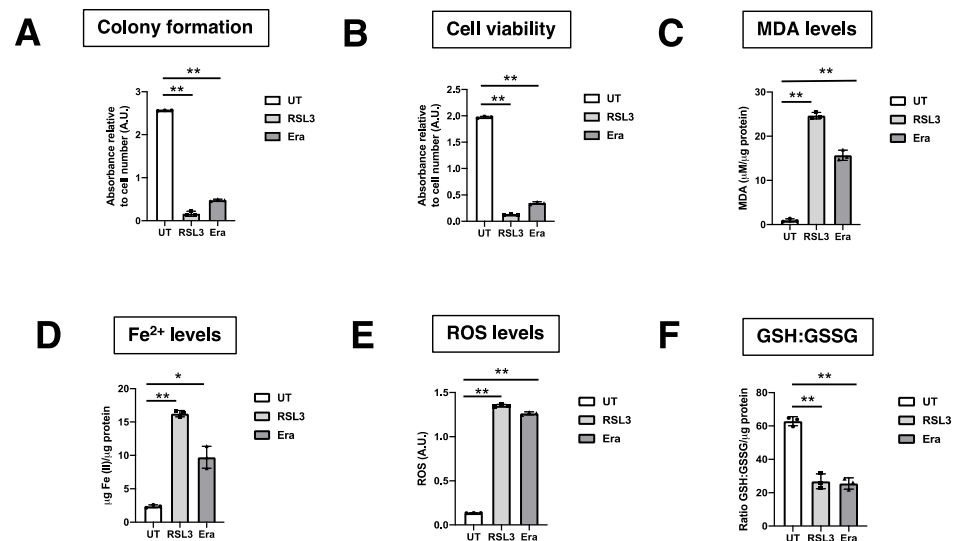 A
Colony formation
**
**
Absorbance relative
to cell number (A.U.)
3
2
1
0
UT
RSL3
Era
UT
RSL3
Era
B
Cell viability
**
**
Absorbance relative
to cell number (A.U.)
2.5
2.0
1.5
1.0
0.5
0.0
UT
RSL3
Era
UT
RSL3
Era
C
MDA levels
**
**
MDA (μM/μg protein)
30
20
10
0
UT
RSL3
Era
UT
RSL3
Era
D
Fe²⁺ levels
*
**
μg Fe (II)/μg protein
20
15
10
5
0
UT
RSL3
Era
UT
RSL3
Era
E
ROS levels
**
**
ROS (A.U.)
1.5
1.0
0.5
0.0
UT
RSL3
Era
UT
RSL3
Era
F
GSH:GSSG
**
**
Ratio GSH:GSSG/μg protein
80
60
40
20
0
UT
RSL3
Era
UT
RSL3
Era